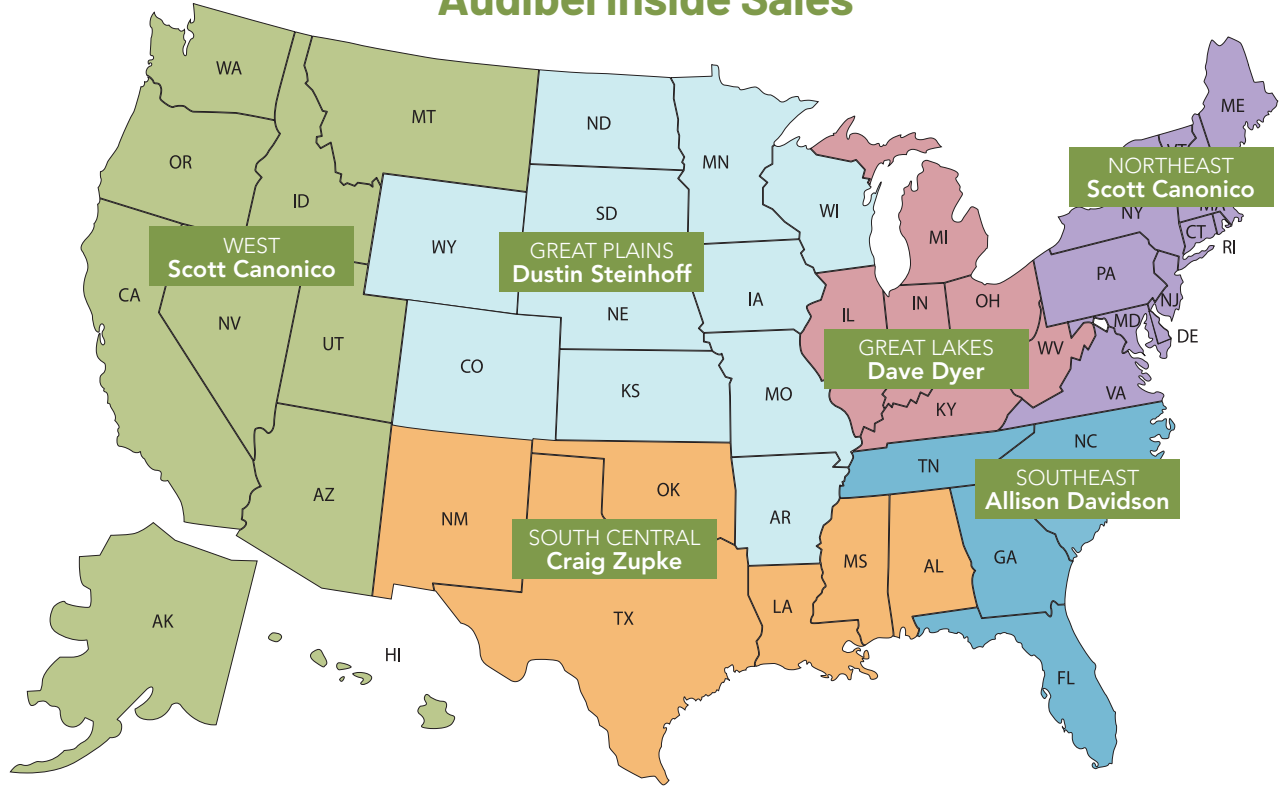 Audibel Inside Sales
WA
MT
ND
MN
ME
VT
OR
ID
SD
WI
MI
NORTHEAST
Scott Canonico
NY
MA
CT
RI
WEST
Scott Canonico
WY
GREAT PLAINS
Dustin Steinhoff
PA
NJ
CA
NV
UT
NE
IA
IL
IN
OH
MD
DE
CO
KS
MO
GREAT LAKES
Dave Dyer
WV
KY
VA
AZ
NM
OK
AR
TN
NC
SOUTHEAST
Allison Davidson
SOUTH CENTRAL
Craig Zupke
MS
AL
GA
AK
HI
TX
LA
FL